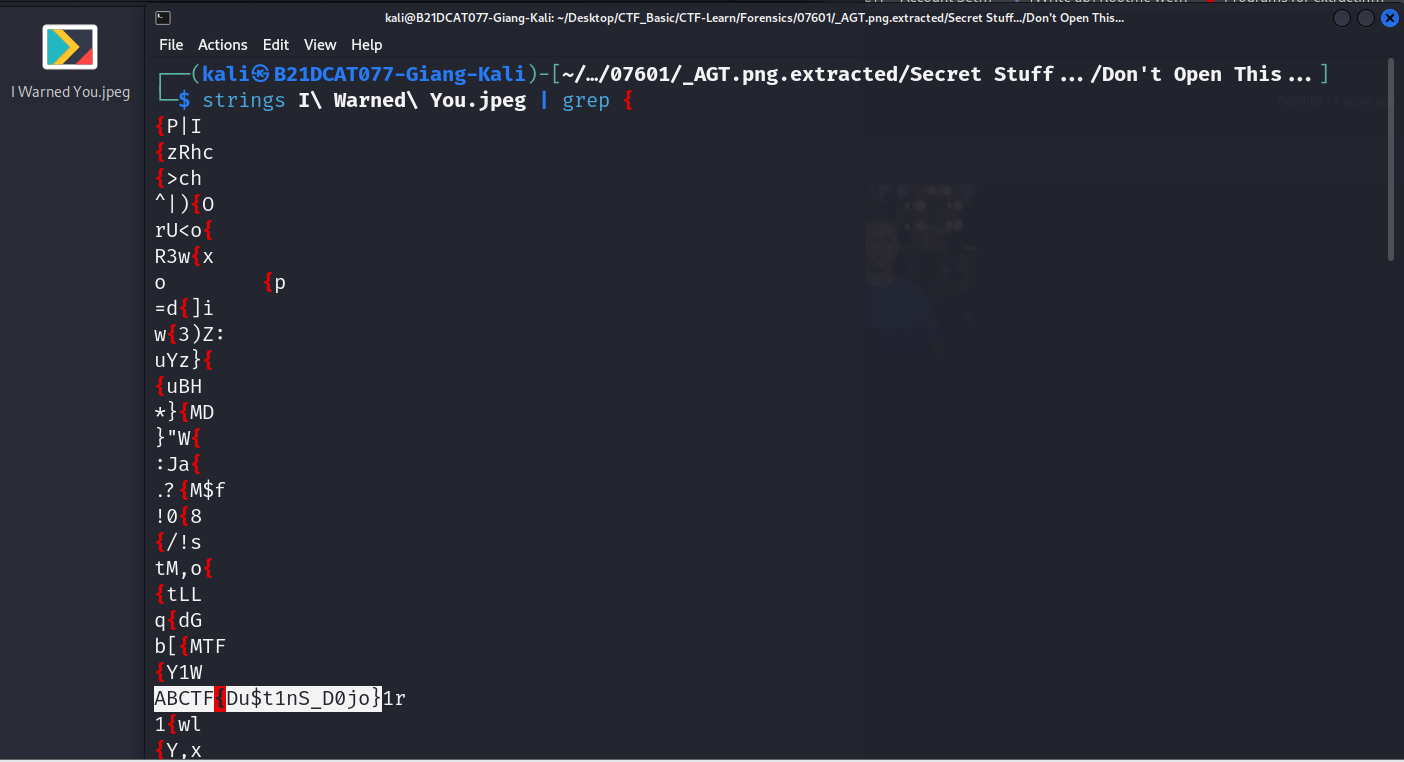 kali@B21DCAT077-Giang-Kali: ~/Desktop/CTF_Basic/CTF-Learn/Forensics/07601/_AGT.png.extracted/Secret Stuff.../Don't Open This...
File Actions Edit View Help
I Warned You.jpeg
┌──(kali㉿B21DCAT077-Giang-Kali)-[~/…/07601/_AGT.png.extracted/Secret Stuff.../Don't Open This...]
└─$ strings I\ Warned\ You.jpeg | grep {
{P|I
{zRhc
{>ch
^|){O
rU<o{
R3w{x
o {p
=d{]i
w{3)Z:
uYz}{
{uBH
*}{MD
}"W{
:Ja{
.?{M$f
!0{8
{/!s
tM,o{
{tLL
q{dG
b[{MTF
{Y1W
ABCTF{Du$t1nS_D0jo}1r
1{wl
{Y,x